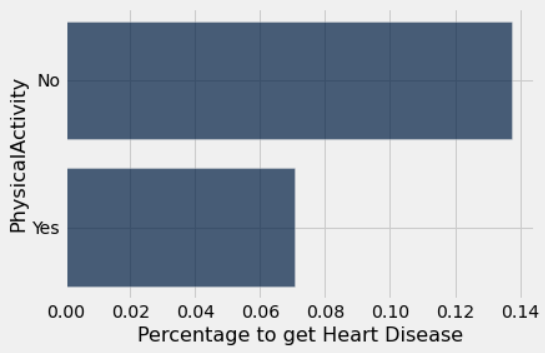 PhysicalActivity
No
Yes
0.00 0.02 0.04 0.06 0.08 0.10 0.12 0.14
Percentage to get Heart Disease